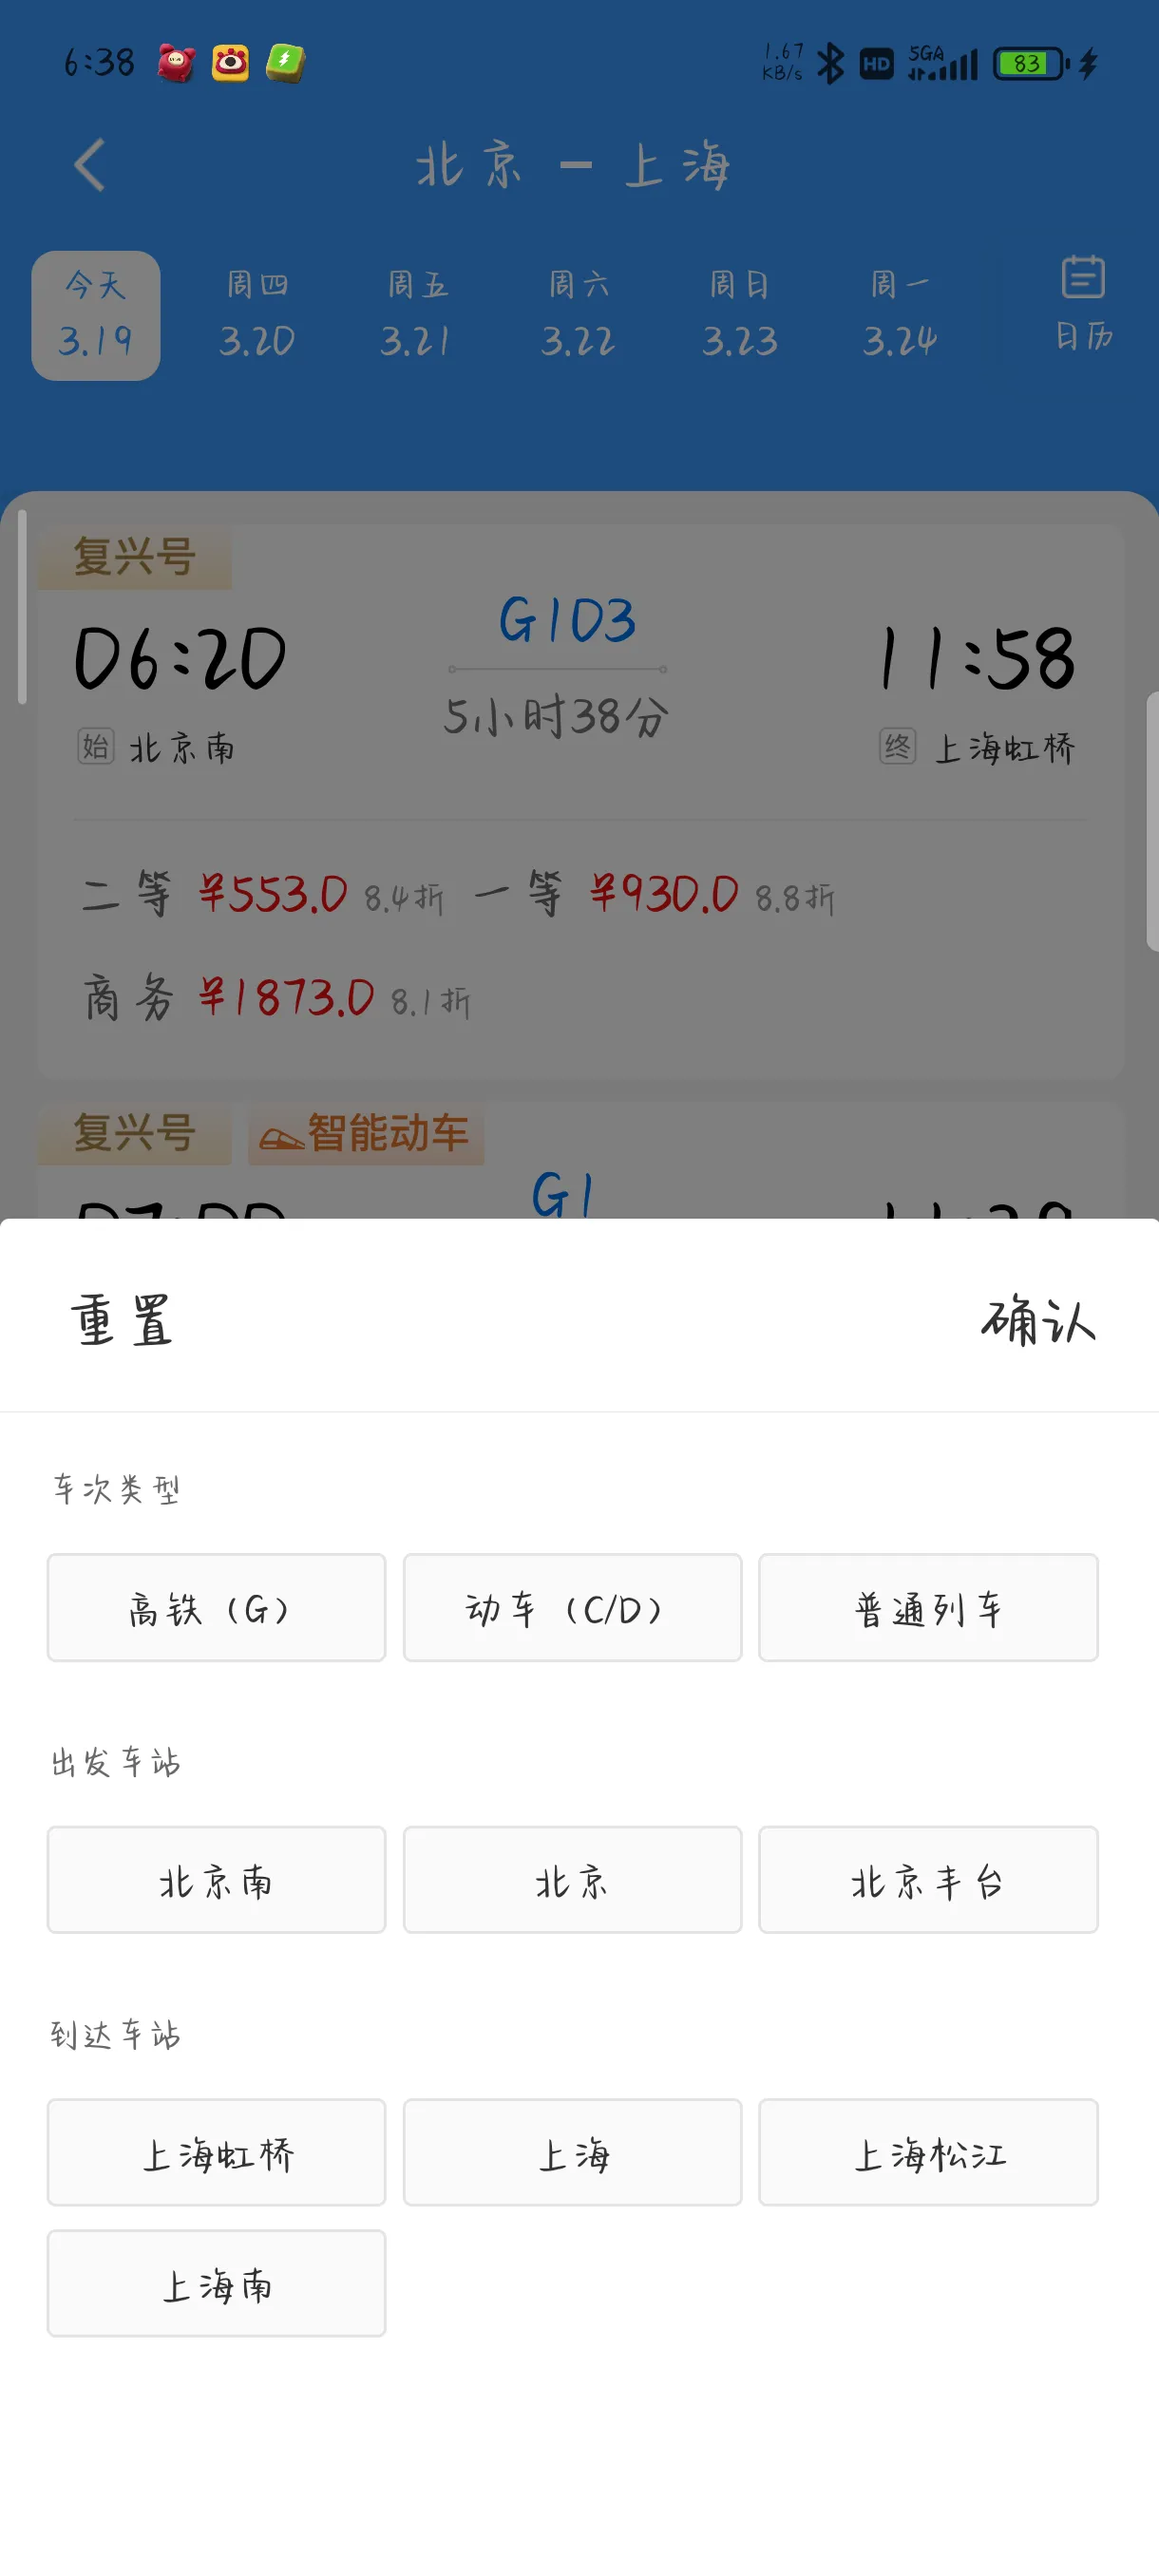 6:38 1.67 KB/s HD 5GA 83
北京 - 上海
今天 周四 周五 周六 周日 周一
3.19 3.20 3.21 3.22 3.23 3.24 日历
复兴号
G103
06:20 11:58
5小时38分
始 北京南 终 上海虹桥
二等 ¥553.0 8.4折 一等 ¥930.0 8.8折
商务 ¥1873.0 8.1折
复兴号 智能动车
G1
重置 确认
车次类型
高铁（G） 动车（C/D） 普通列车
出发车站
北京南 北京 北京丰台
到达车站
上海虹桥 上海 上海松江
上海南